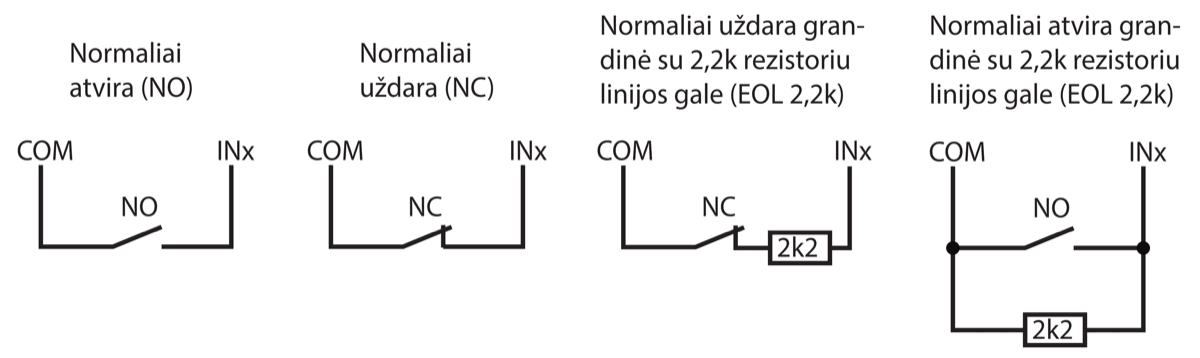 Normaliai
atvira (NO)
COM
INx
NO
Normaliai
uždara (NC)
COM
INx
NC
Normaliai uždara gran-
dinė su 2,2k rezistoriu
linijos gale (EOL 2,2k)
COM
INx
NC
2k2
Normaliai atvira gran-
dinė su 2,2k rezistoriu
linijos gale (EOL 2,2k)
COM
INx
NO
2k2